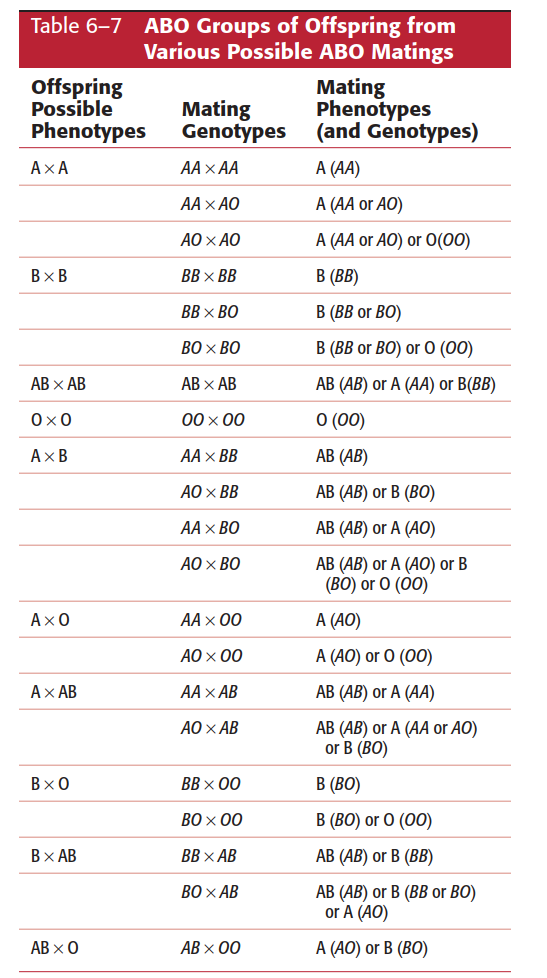 Table 6–7 ABO Groups of Offspring from
Various Possible ABO Matings
Offspring
Possible
Phenotypes
Mating
Genotypes
Mating
Phenotypes
(and Genotypes)
A × A AA × AA A (AA)
AA × AO A (AA or AO)
AO × AO A (AA or AO) or O(OO)
B × B BB × BB B (BB)
BB × BO B (BB or BO)
BO × BO B (BB or BO) or O (OO)
AB × AB AB × AB AB (AB) or A (AA) or B(BB)
O × O OO × OO O (OO)
A × B AA × BB AB (AB)
AO × BB AB (AB) or B (BO)
AA × BO AB (AB) or A (AO)
AO × BO AB (AB) or A (AO) or B
(BO) or O (OO)
A × O AA × OO A (AO)
AO × OO A (AO) or O (OO)
A × AB AA × AB AB (AB) or A (AA)
AO × AB AB (AB) or A (AA or AO)
or B (BO)
B × O BB × OO B (BO)
BO × OO B (BO) or O (OO)
B × AB BB × AB AB (AB) or B (BB)
BO × AB AB (AB) or B (BB or BO)
or A (AO)
AB × O AB × OO A (AO) or B (BO)